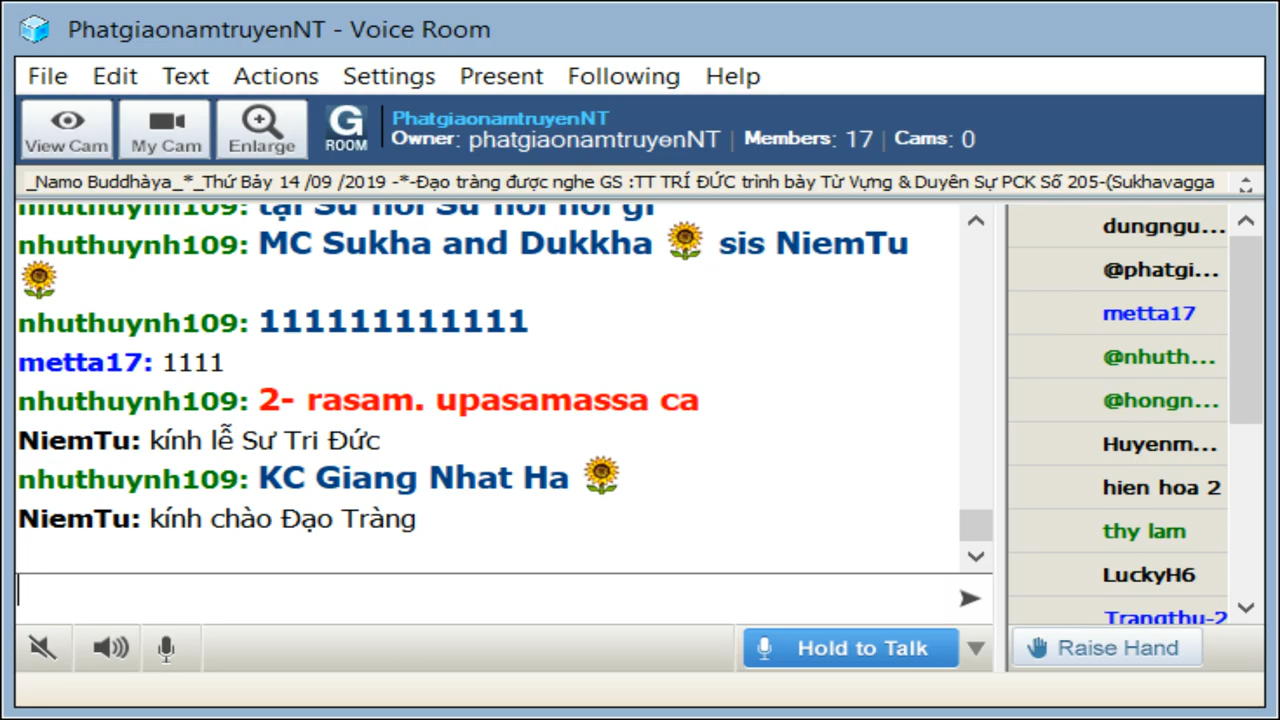 PhatgiaonamtruyenNT - Voice Room
File Edit Text Actions Settings Present Following Help
View Cam My Cam Enlarge G ROOM
PhatgiaonamtruyenNT
Owner: phatgiaonamtruyenNT | Members: 17 | Cams: 0
_Namo Buddhàya_*_Thứ Bảy 14 /09 /2019 -*-Đạo tràng được nghe GS :TT TRÍ ĐỨC trình bày Từ Vựng & Duyên Sự PCK Số 205-(Sukhavagga
nhuthuynh109:
nhuthuynh109: MC Sukha and Dukkha 🌻 sis NiemTu
🌻
nhuthuynh109: 111111111111
metta17: 1111
nhuthuynh109: 2- rasam. upasamassa ca
NiemTu: kính lễ Sư Tri Đức
nhuthuynh109: KC Giang Nhat Ha 🌻
NiemTu: kính chào Đạo Tràng
dungngu...
@phatgi...
metta17
@nhuth...
@hongn...
Huyenm...
hien hoa 2
thy lam
LuckyH6
Trangthu-2
Hold to Talk
Raise Hand